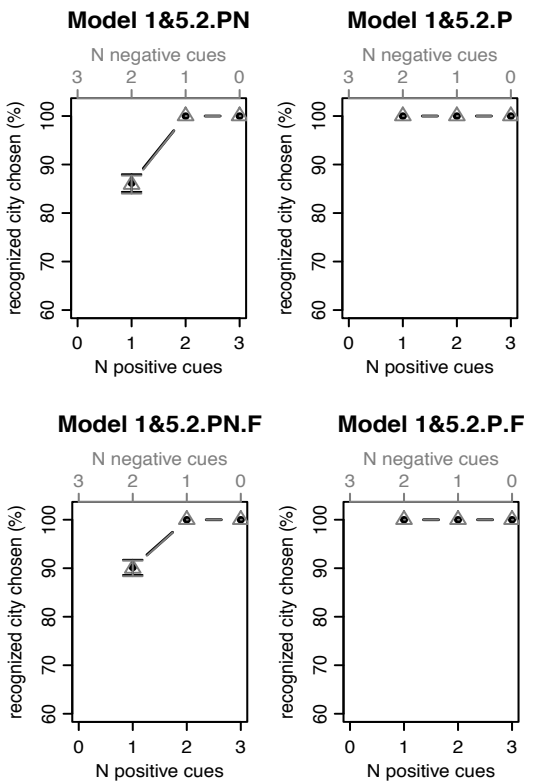 Model 1&5.2.PN
N negative cues
3 2 1 0
recognized city chosen (%)
100
90
80
70
60
0 1 2 3
N positive cues
Model 1&5.2.P
N negative cues
3 2 1 0
recognized city chosen (%)
100
90
80
70
60
0 1 2 3
N positive cues
Model 1&5.2.PN.F
N negative cues
3 2 1 0
recognized city chosen (%)
100
90
80
70
60
0 1 2 3
N positive cues
Model 1&5.2.P.F
N negative cues
3 2 1 0
recognized city chosen (%)
100
90
80
70
60
0 1 2 3
N positive cues